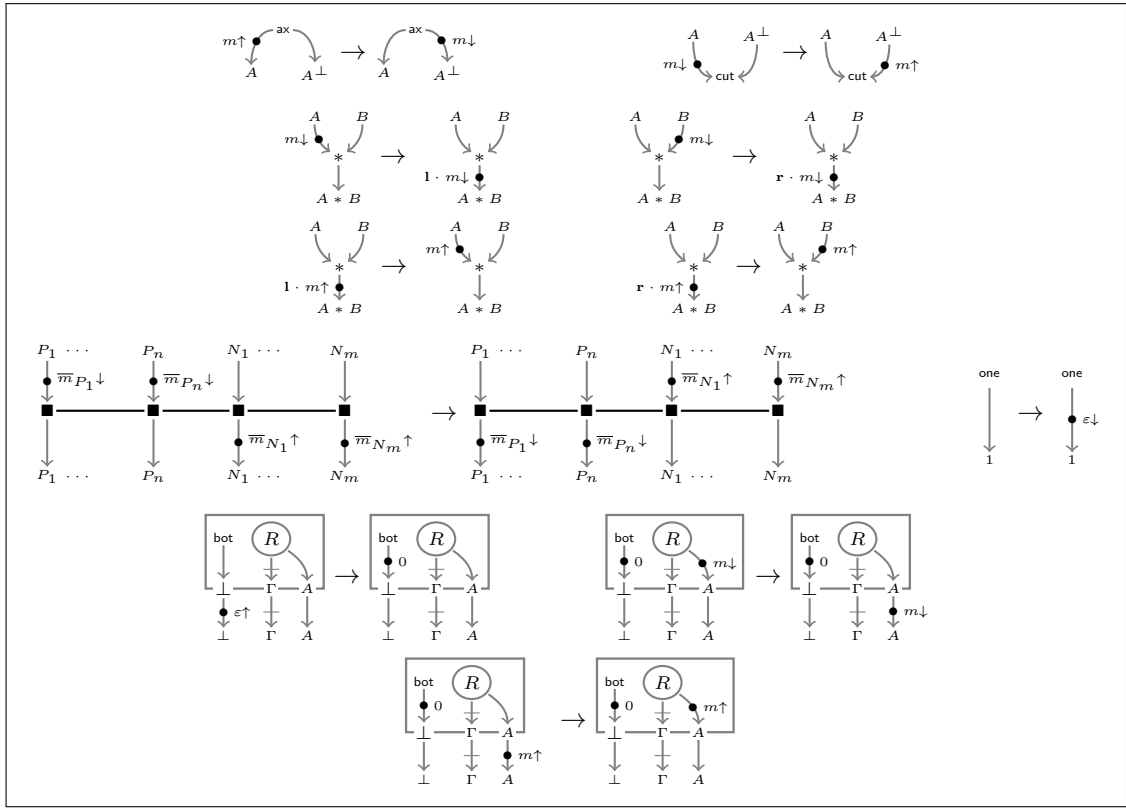 ax → ax
m↑ m↓
A A⊥ A A⊥
A A⊥ → A A⊥
m↓ cut cut m↑
A B A B
m↓ * → * l · m↓
A * B A * B
A B A B
* m↓ → * r · m↓
A * B A * B
A B A B
* l · m↑ → m↑ *
A * B A * B
A B A B
* r · m↑ → * m↑
A * B A * B
P₁ ··· Pₙ N₁ ··· Nₘ P₁ ··· Pₙ N₁ ··· Nₘ
m̅P₁↓ m̅Pₙ↓ → m̅N₁↑ m̅Nₘ↑
m̅N₁↑ m̅Nₘ↑ m̅P₁↓ m̅Pₙ↓
P₁ ··· Pₙ N₁ ··· Nₘ P₁ ··· Pₙ N₁ ··· Nₘ
one one
→ ε↓
1 1
bot R → bot R
0
⊥ Γ A ⊥ Γ A
ε↑
⊥ Γ A ⊥ Γ A
bot R → bot R
0 m↓ 0
⊥ Γ A ⊥ Γ A
m↓
⊥ Γ A ⊥ Γ A
bot R → bot R
0 0 m↑
⊥ Γ A ⊥ Γ A
m↑
⊥ Γ A ⊥ Γ A